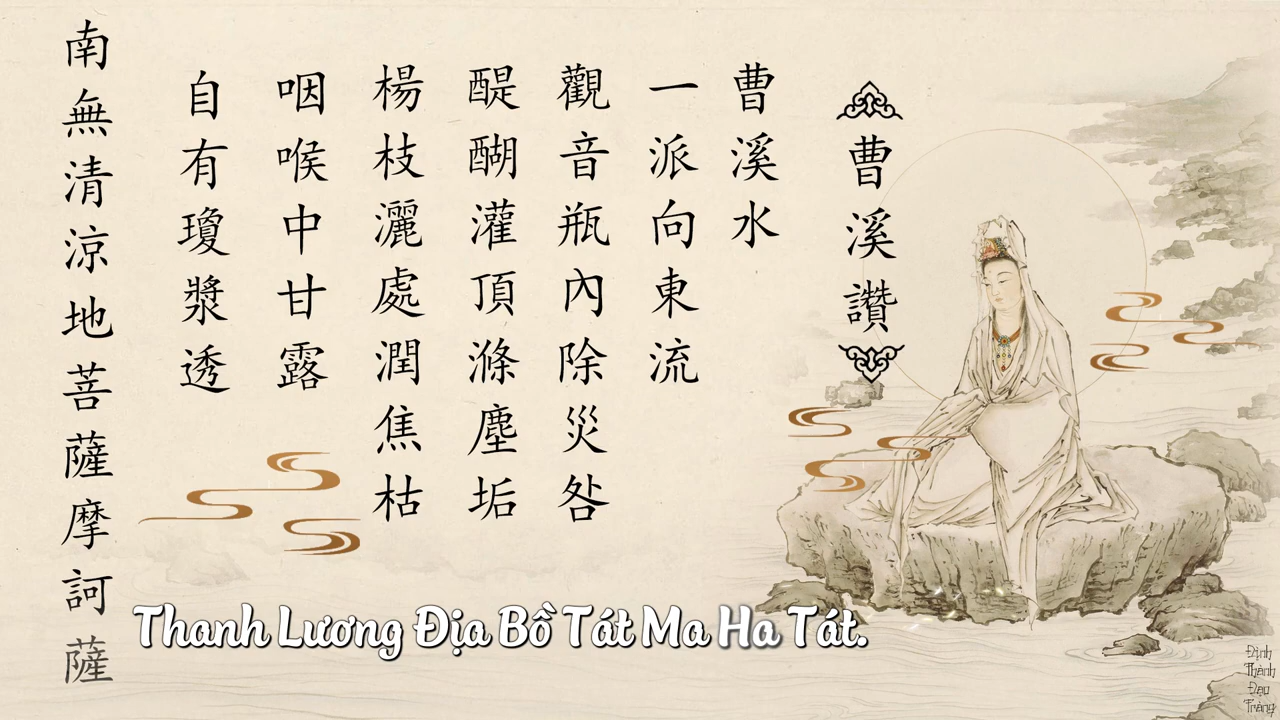 曹溪讚
曹溪水
一派向東流
觀音瓶內除災咎
醍醐灌頂滌塵垢
楊枝灑處潤焦枯
咽喉中甘露
自有瓊漿透
南無清涼地菩薩摩訶薩
Thanh Lương Địa Bồ Tát Ma Ha Tát.
Định
Thành
Đạo
Tràng